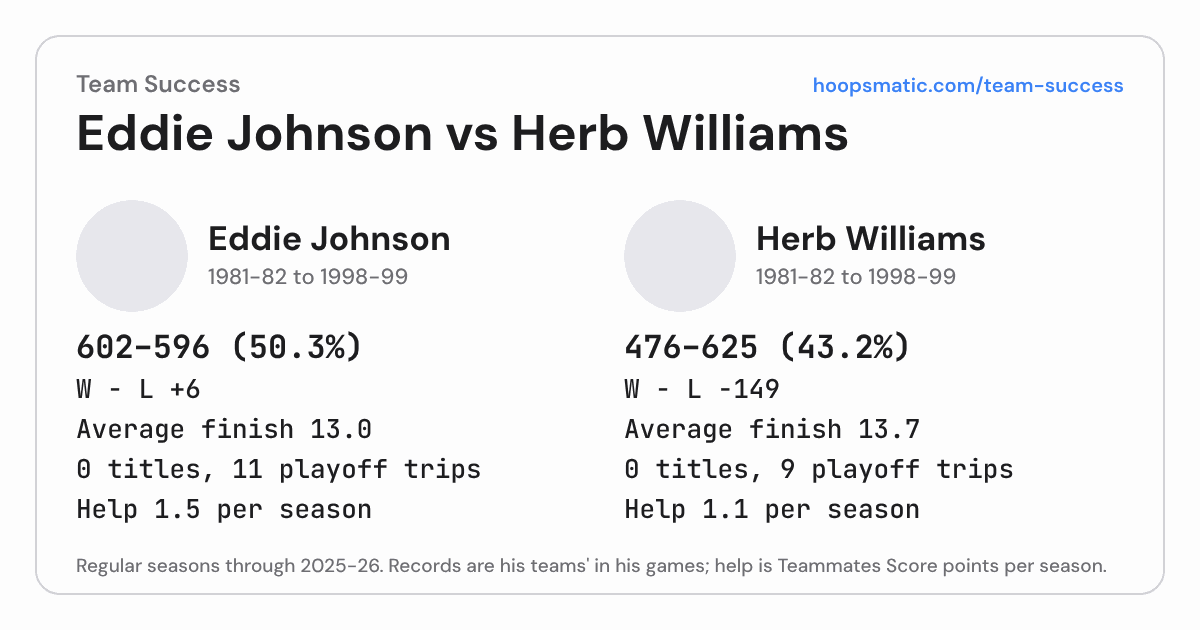 Team Success
hoopsmatic.com/team-success
Eddie Johnson vs Herb Williams
Eddie Johnson
1981-82 to 1998-99
602-596 (50.3%)
W - L +6
Average finish 13.0
0 titles, 11 playoff trips
Help 1.5 per season
Herb Williams
1981-82 to 1998-99
476-625 (43.2%)
W - L -149
Average finish 13.7
0 titles, 9 playoff trips
Help 1.1 per season
Regular seasons through 2025-26. Records are his teams' in his games; help is Teammates Score points per season.